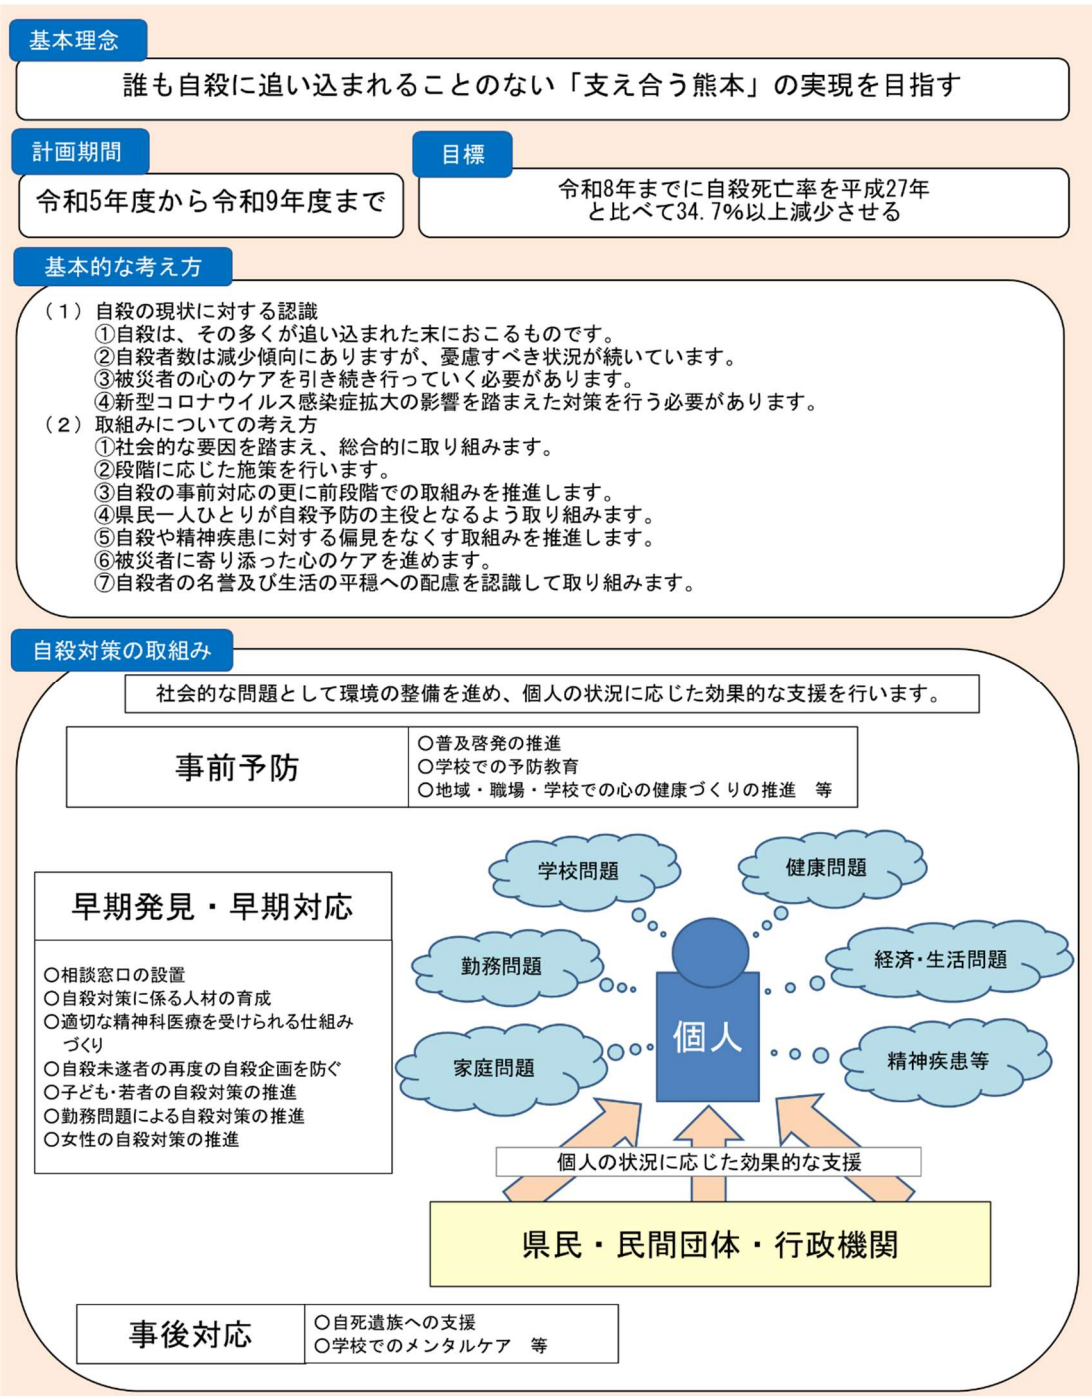 基本理念
誰も自殺に追い込まれることのない「支え合う熊本」の実現を目指す
計画期間
令和5年度から令和9年度まで
目標
令和8年までに自殺死亡率を平成27年
と比べて34.7%以上減少させる
基本的な考え方
（１）自殺の現状に対する認識
①自殺は、その多くが追い込まれた末におこるものです。
②自殺者数は減少傾向にありますが、憂慮すべき状況が続いています。
③被災者の心のケアを引き続き行っていく必要があります。
④新型コロナウイルス感染症拡大の影響を踏まえた対策を行う必要があります。
（２）取組みについての考え方
①社会的な要因を踏まえ、総合的に取り組みます。
②段階に応じた施策を行います。
③自殺の事前対応の更に前段階での取組みを推進します。
④県民一人ひとりが自殺予防の主役となるよう取り組みます。
⑤自殺や精神疾患に対する偏見をなくす取組みを推進します。
⑥被災者に寄り添った心のケアを進めます。
⑦自殺者の名誉及び生活の平穏への配慮を認識して取り組みます。
自殺対策の取組み
社会的な問題として環境の整備を進め、個人の状況に応じた効果的な支援を行います。
事前予防
○普及啓発の推進
○学校での予防教育
○地域・職場・学校での心の健康づくりの推進　等
早期発見・早期対応
○相談窓口の設置
○自殺対策に係る人材の育成
○適切な精神科医療を受けられる仕組み
づくり
○自殺未遂者の再度の自殺企画を防ぐ
○子ども・若者の自殺対策の推進
○勤務問題による自殺対策の推進
○女性の自殺対策の推進
学校問題
健康問題
勤務問題
経済・生活問題
個人
家庭問題
精神疾患等
個人の状況に応じた効果的な支援
県民・民間団体・行政機関
事後対応
○自死遺族への支援
○学校でのメンタルケア　等